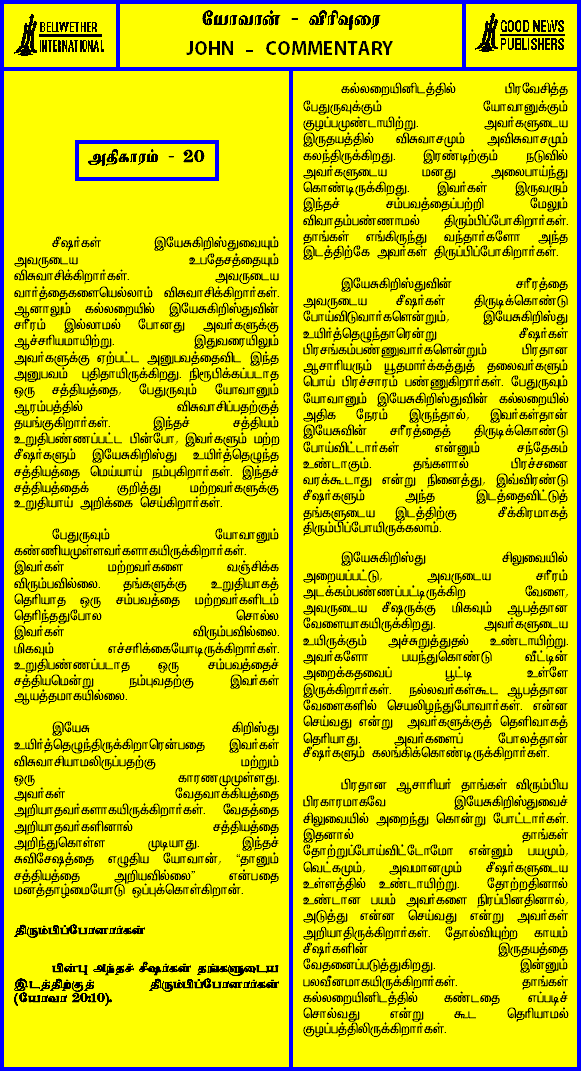 BELLWETHER
INTERNATIONAL
யோவான் - விரிவுரை
JOHN - COMMENTARY
GOOD NEWS
PUBLISHERS
அதிகாரம் - 20
சீஷர்கள் இயேசுகிறிஸ்துவையும்
அவருடைய உபதேசத்தையும்
விசுவாசிக்கிறார்கள். அவருடைய
வார்த்தைகளையெல்லாம் விசுவாசிக்கிறார்கள்.
ஆனாலும் கல்லறையில் இயேசுகிறிஸ்துவின்
சரீரம் இல்லாமல் போனது அவர்களுக்கு
ஆச்சரியமாயிற்று. இதுவரையிலும்
அவர்களுக்கு ஏற்பட்ட அனுபவத்தைவிட இந்த
அனுபவம் புதிதாயிருக்கிறது. நிரூபிக்கப்படாத
ஒரு சத்தியத்தை, பேதுருவும் யோவானும்
ஆரம்பத்தில் விசுவாசிப்பதற்குத்
தயங்குகிறார்கள். இந்தச் சத்தியம்
உறுதிபண்ணப்பட்ட பின்போ, இவர்களும் மற்ற
சீஷர்களும் இயேசுகிறிஸ்து உயிர்த்தெழுந்த
சத்தியத்தை மெய்யாய் நம்புகிறார்கள். இந்தச்
சத்தியத்தைக் குறித்து மற்றவர்களுக்கு
உறுதியாய் அறிக்கை செய்கிறார்கள்.
பேதுருவும் யோவானும்
கண்ணியமுள்ளவர்களாகயிருக்கிறார்கள்.
இவர்கள் மற்றவர்களை வஞ்சிக்க
விரும்பவில்லை. தங்களுக்கு உறுதியாகத்
தெரியாத ஒரு சம்பவத்தை மற்றவர்களிடம்
தெரிந்ததுபோல சொல்ல
இவர்கள் விரும்பவில்லை.
மிகவும் எச்சரிக்கையோடிருக்கிறார்கள்.
உறுதிபண்ணப்படாத ஒரு சம்பவத்தைச்
சத்தியமென்று நம்புவதற்கு இவர்கள்
ஆயத்தமாகயில்லை.
இயேசு கிறிஸ்து
உயிர்த்தெழுந்திருக்கிறாரென்பதை இவர்கள்
விசுவாசியாமலிருப்பதற்கு மற்றும்
ஒரு காரணமுமுள்ளது.
அவர்கள் வேதவாக்கியத்தை
அறியாதவர்களாகயிருக்கிறார்கள். வேதத்தை
அறியாதவர்களினால் சத்தியத்தை
அறிந்துகொள்ள முடியாது. இந்தச்
சுவிசேஷத்தை எழுதிய யோவான், “தானும்
சத்தியத்தை அறியவில்லை” என்பதை
மனத்தாழ்மையோடு ஒப்புக்கொள்கிறான்.
திரும்பிப்போனார்கள்
பின்பு அந்தச் சீஷர்கள் தங்களுடைய
இடத்திற்குத் திரும்பிப்போனார்கள்
(யோவா 20:10).
கல்லறையினிடத்தில் பிரவேசித்த
பேதுருவுக்கும் யோவானுக்கும்
குழப்பமுண்டாயிற்று. அவர்களுடைய
இருதயத்தில் விசுவாசமும் அவிசுவாசமும்
கலந்திருக்கிறது. இரண்டிற்கும் நடுவில்
அவர்களுடைய மனது அலைபாய்ந்து
கொண்டிருக்கிறது. இவர்கள் இருவரும்
இந்தச் சம்பவத்தைப்பற்றி மேலும்
விவாதம்பண்ணாமல் திரும்பிப்போகிறார்கள்.
தாங்கள் எங்கிருந்து வந்தார்களோ அந்த
இடத்திற்கே அவர்கள் திருப்பிப்போகிறார்கள்.
இயேசுகிறிஸ்துவின் சரீரத்தை
அவருடைய சீஷர்கள் திருடிக்கொண்டு
போய்விடுவார்களென்றும், இயேசுகிறிஸ்து
உயிர்த்தெழுந்தாரென்று சீஷர்கள்
பிரசங்கம்பண்ணுவார்களென்றும் பிரதான
ஆசாரியரும் யூதமார்க்கத்துத் தலைவர்களும்
பொய் பிரச்சாரம் பண்ணுகிறார்கள். பேதுருவும்
யோவானும் இயேசுகிறிஸ்துவின் கல்லறையில்
அதிக நேரம் இருந்தால், இவர்கள்தான்
இயேசுவின் சரீரத்தைத் திருடிக்கொண்டு
போய்விட்டார்கள் என்னும் சந்தேகம்
உண்டாகும். தங்களால் பிரச்சனை
வரக்கூடாது என்று நினைத்து, இவ்விரண்டு
சீஷர்களும் அந்த இடத்தைவிட்டுத்
தங்களுடைய இடத்திற்கு சீக்கிரமாகத்
திரும்பிப்போயிருக்கலாம்.
இயேசுகிறிஸ்து சிலுவையில்
அறையப்பட்டு, அவருடைய சரீரம்
அடக்கம்பண்ணப்பட்டிருக்கிற வேளை,
அவருடைய சீஷருக்கு மிகவும் ஆபத்தான
வேளையாகயிருக்கிறது. அவர்களுடைய
உயிருக்கும் அச்சுறுத்துதல் உண்டாயிற்று.
அவர்களோ பயந்துகொண்டு வீட்டின்
அறைக்கதவைப் பூட்டி உள்ளே
இருக்கிறார்கள். நல்லவர்கள்கூட ஆபத்தான
வேளைகளில் செயலிழந்துபோவார்கள். என்ன
செய்வது என்று அவர்களுக்குத் தெளிவாகத்
தெரியாது. அவர்களைப் போலத்தான்
சீஷர்களும் கலங்கிக்கொண்டிருக்கிறார்கள்.
பிரதான ஆசாரியர் தாங்கள் விரும்பிய
பிரகாரமாகவே இயேசுகிறிஸ்துவைச்
சிலுவையில் அறைந்து கொன்று போட்டார்கள்.
இதனால் தாங்கள்
தோற்றுப்போய்விட்டோமோ என்னும் பயமும்,
வெட்கமும், அவமானமும் சீஷர்களுடைய
உள்ளத்தில் உண்டாயிற்று. தோற்றதினால்
உண்டான பயம் அவர்களை நிரப்பினதினால்,
அடுத்து என்ன செய்வது என்று அவர்கள்
அறியாதிருக்கிறார்கள். தோல்வியுற்ற காயம்
சீஷர்களின் இருதயத்தை
வேதனைப்படுத்துகிறது. இன்னும்
பலவீனமாகயிருக்கிறார்கள். தாங்கள்
கல்லறையினிடத்தில் கண்டதை எப்படிச்
சொல்வது என்று கூட தெரியாமல்
குழப்பத்திலிருக்கிறார்கள்.